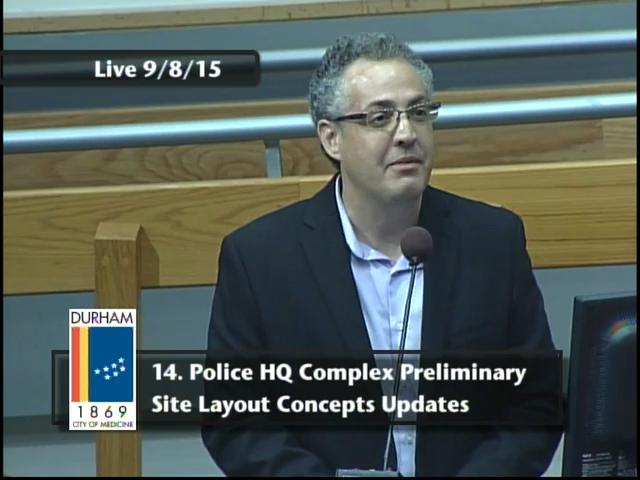 Live 9/8/15
DURHAM
1869
CITY OF MEDICINE
14. Police HQ Complex Preliminary
Site Layout Concepts Updates